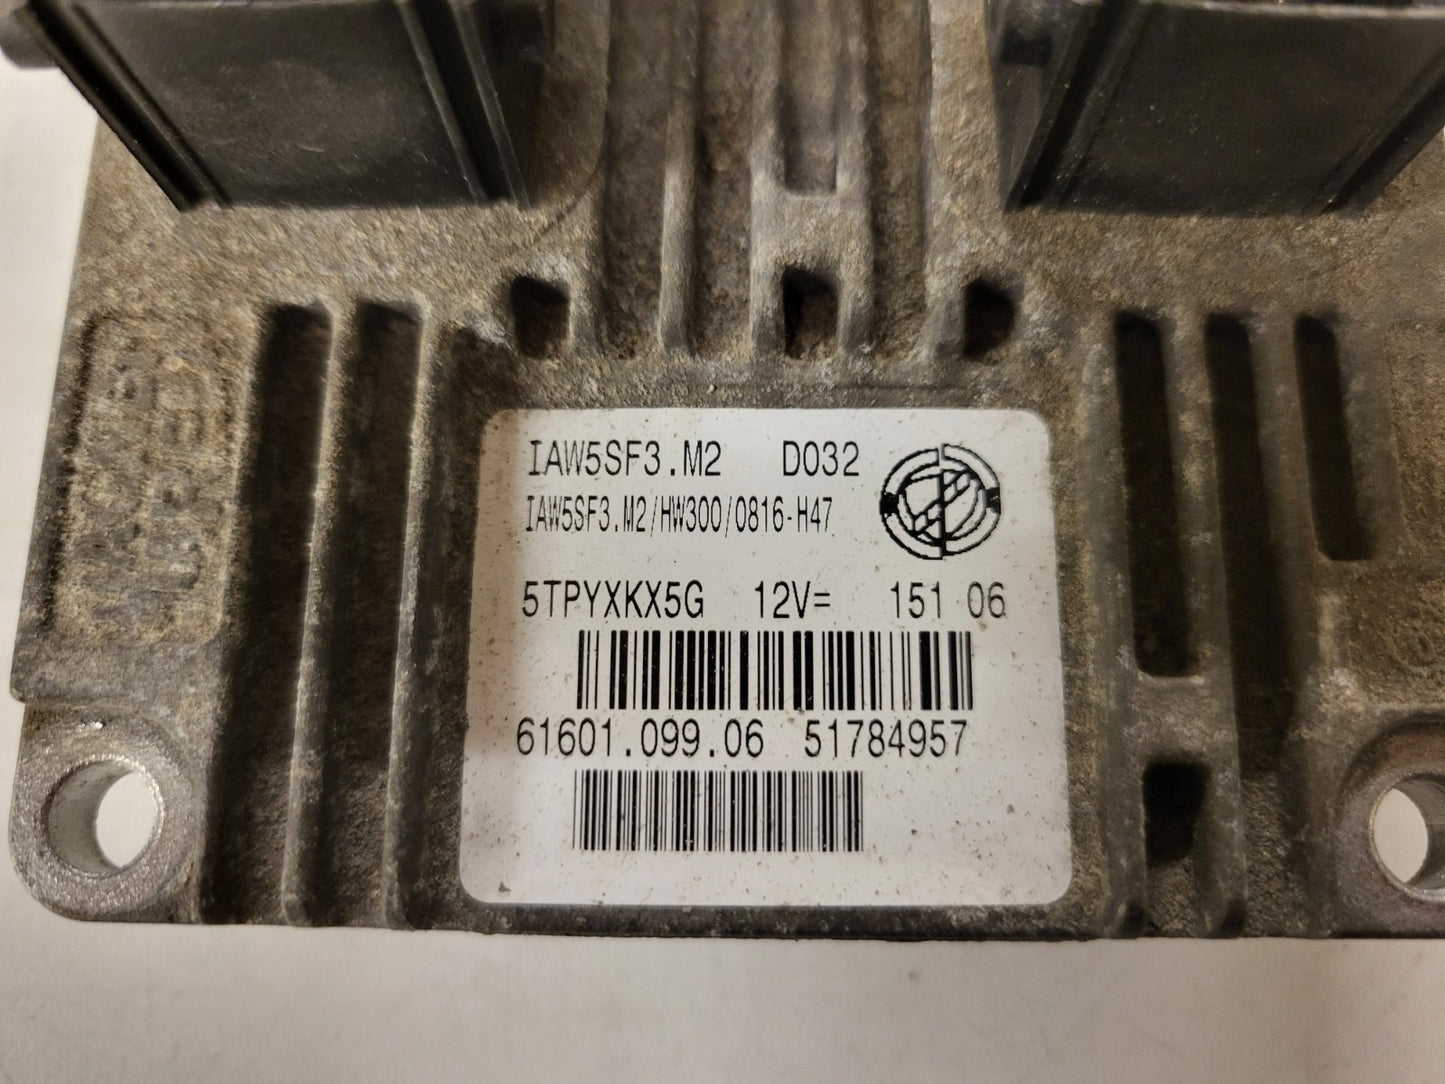 IAW5SF3.M2 D032
IAW5SF3.M2/HW300/0816-H47
5TPYXKX5G 12V= 151 06
61601.099.06 51784957